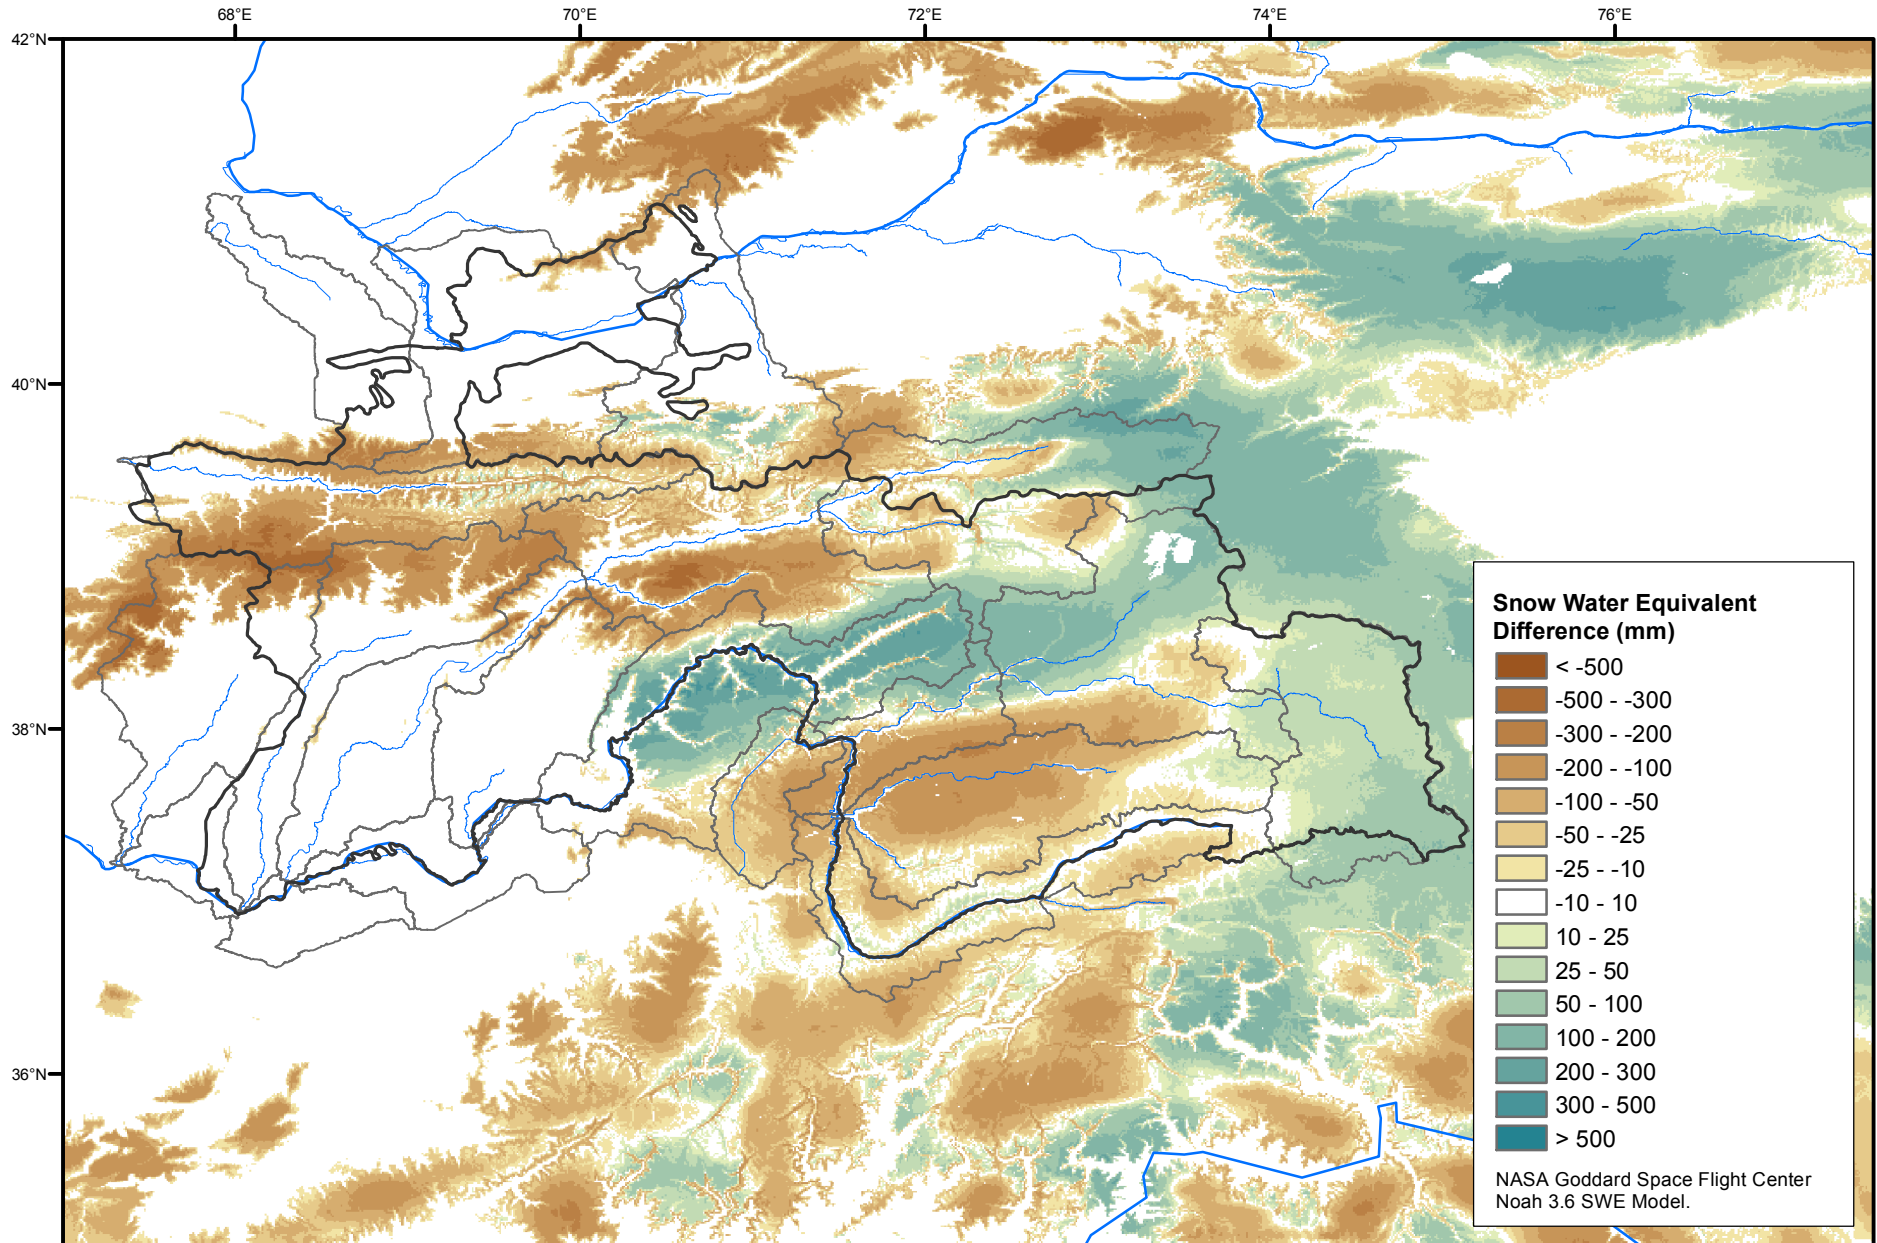 68°E
70°E
72°E
74°E
76°E
42°N
40°N
38°N
36°N
Snow Water Equivalent
Difference (mm)
< -500
-500 - -300
-300 - -200
-200 - -100
-100 - -50
-50 - -25
-25 - -10
-10 - 10
10 - 25
25 - 50
50 - 100
100 - 200
200 - 300
300 - 500
> 500
NASA Goddard Space Flight Center
Noah 3.6 SWE Model.